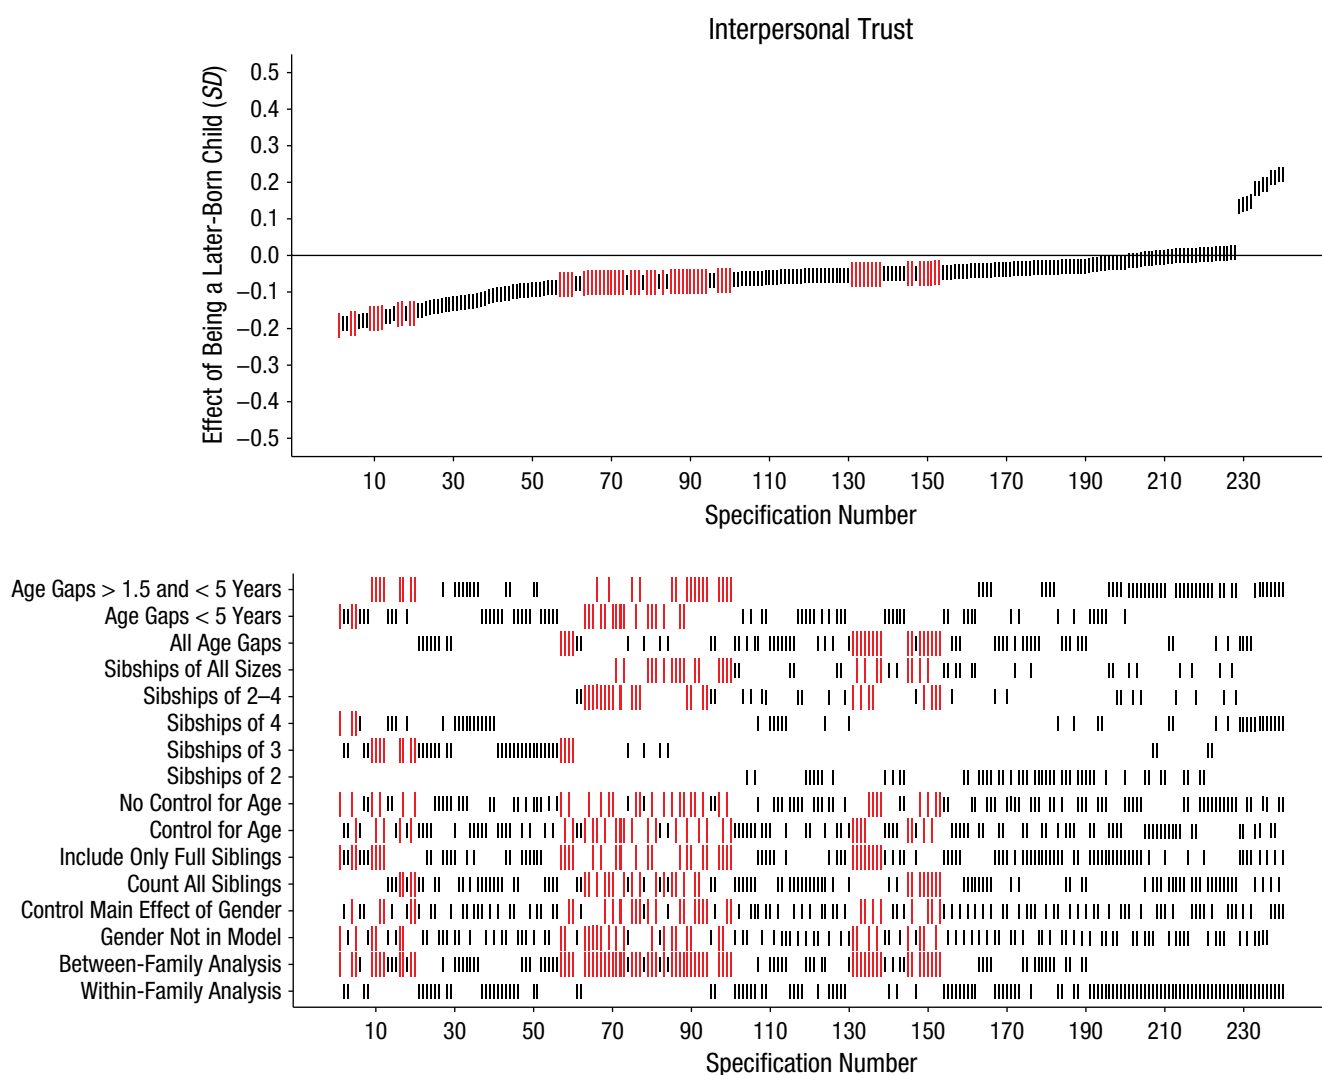 Interpersonal Trust
Effect of Being a Later-Born Child (SD)
0.5
0.4
0.3
0.2
0.1
0.0
−0.1
−0.2
−0.3
−0.4
−0.5
10 30 50 70 90 110 130 150 170 190 210 230
Specification Number
Age Gaps > 1.5 and < 5 Years
Age Gaps < 5 Years
All Age Gaps
Sibships of All Sizes
Sibships of 2–4
Sibships of 4
Sibships of 3
Sibships of 2
No Control for Age
Control for Age
Include Only Full Siblings
Count All Siblings
Control Main Effect of Gender
Gender Not in Model
Between-Family Analysis
Within-Family Analysis
10 30 50 70 90 110 130 150 170 190 210 230
Specification Number